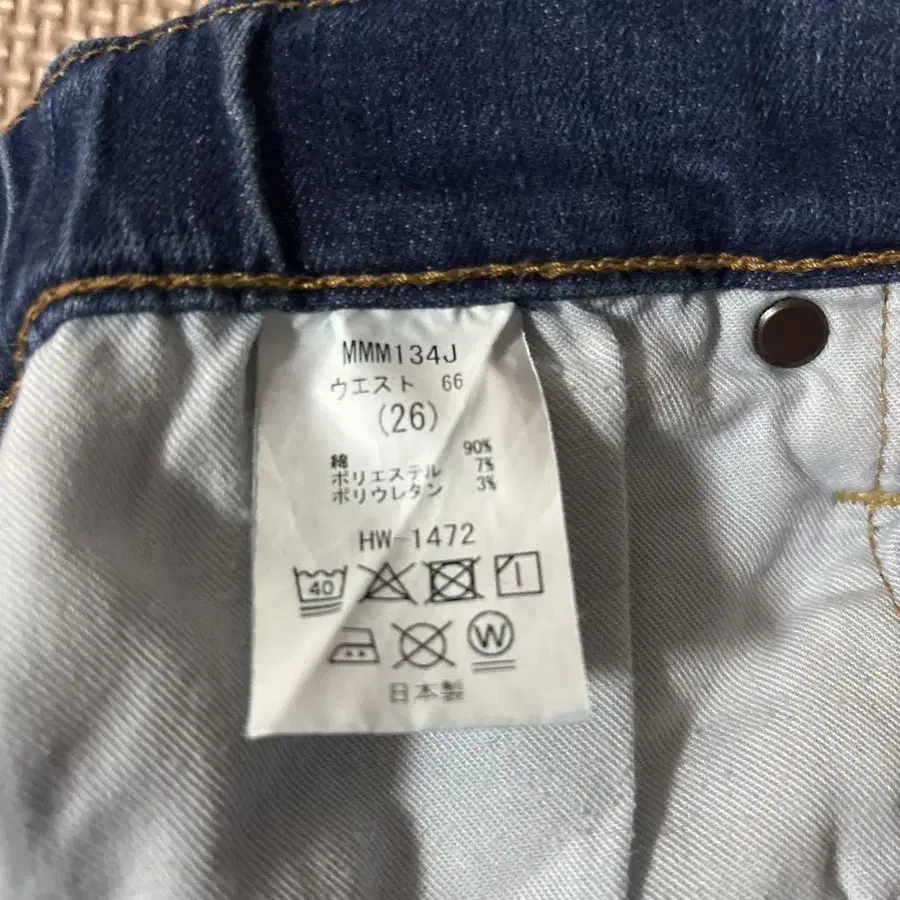 MMM134J
ウエスト 66
(26)
綿 90%
ポリエステル 7%
ポリウレタン 3%
HW-1472
40
W
日本製